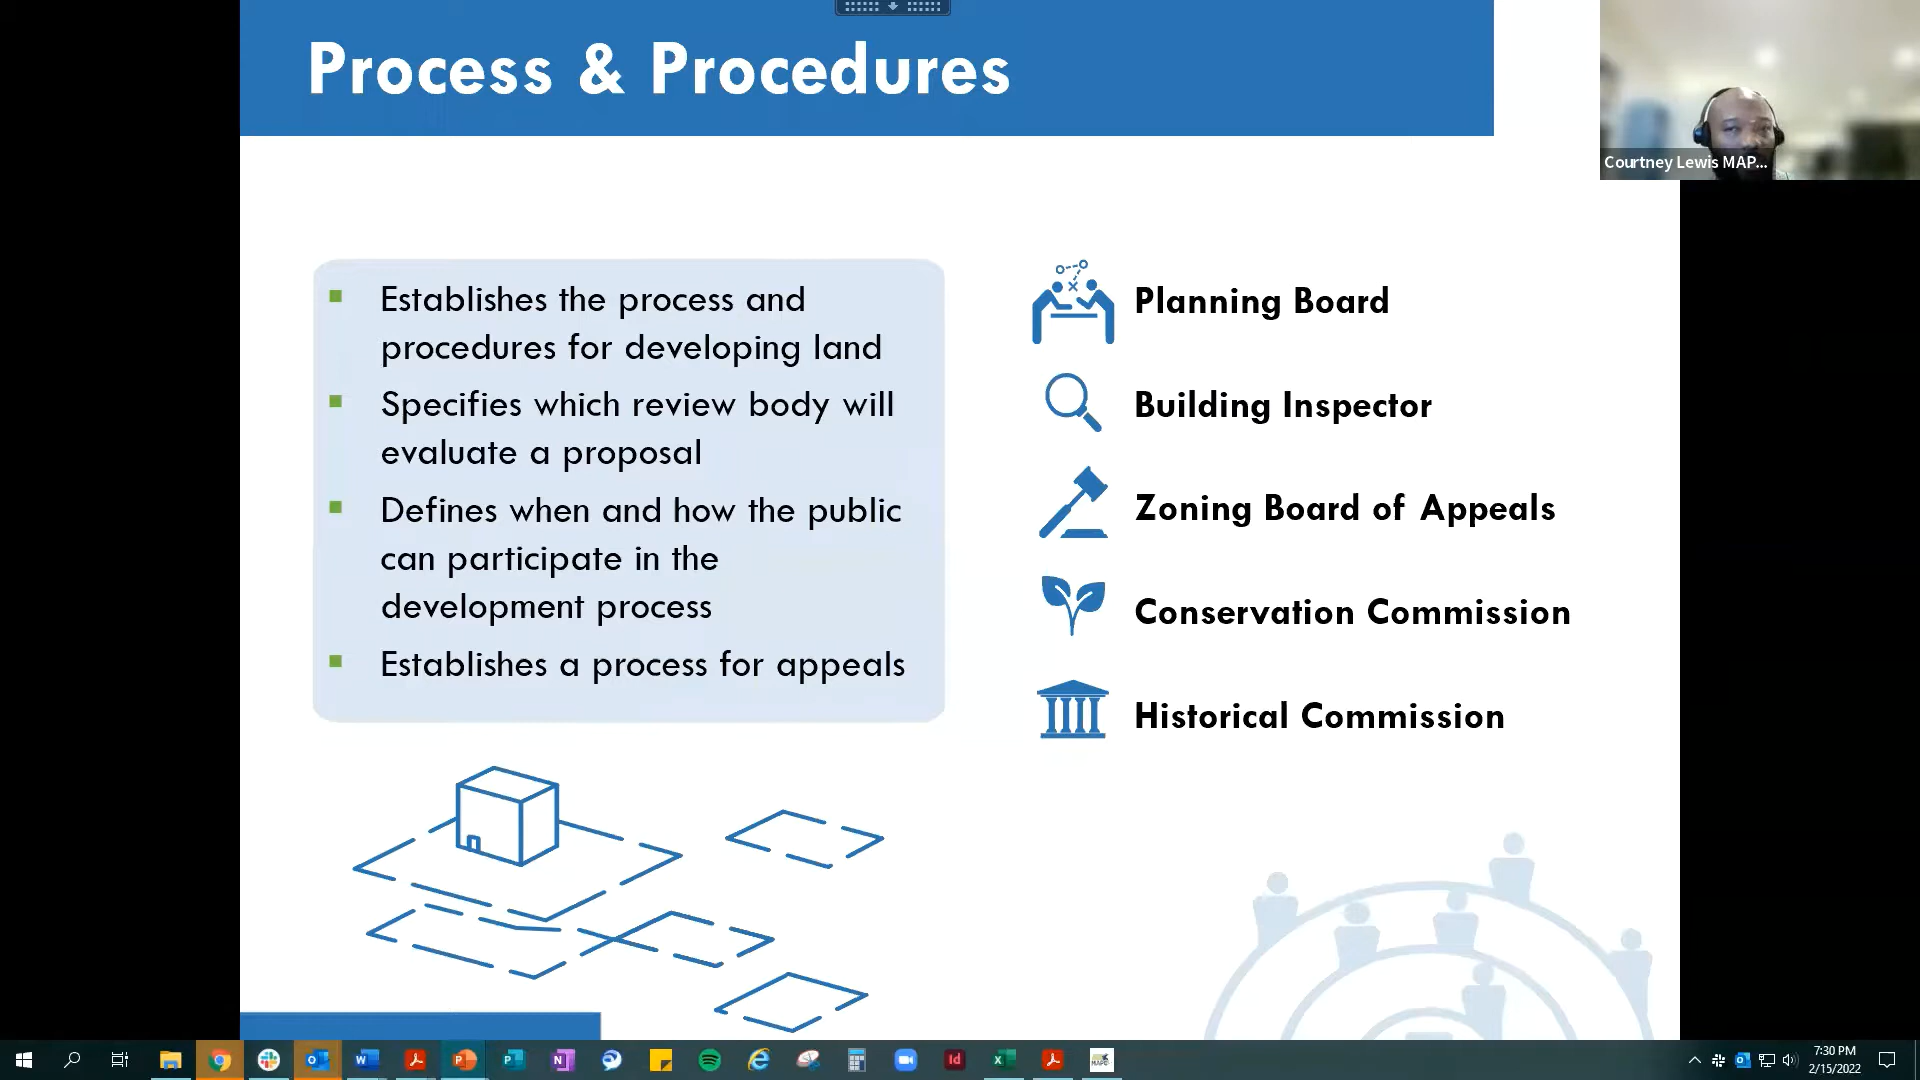 Process & Procedures
Courtney Lewis MAP...
Establishes the process and
procedures for developing land
Specifies which review body will
evaluate a proposal
Defines when and how the public
can participate in the
development process
Establishes a process for appeals
Planning Board
Building Inspector
Zoning Board of Appeals
Conservation Commission
Historical Commission
7:30 PM
2/15/2022